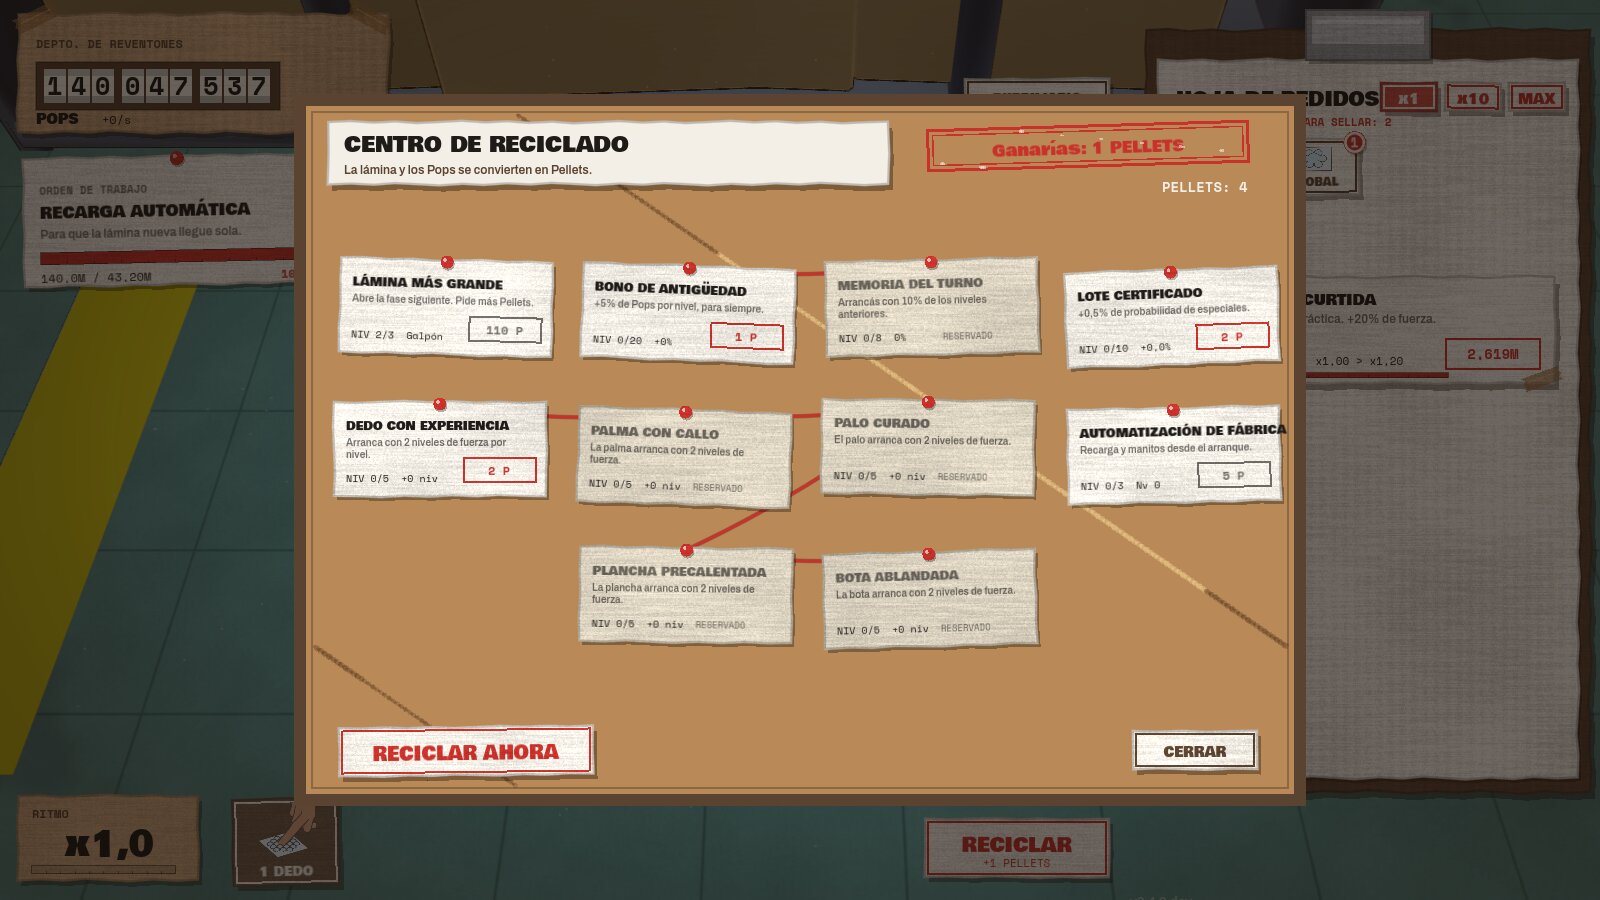 DEPTO. DE REVENTONES
140 047 537
POPS +0/s
ORDEN DE TRABAJO
RECARGA AUTOMÁTICA
Para que la lámina nueva llegue sola.
140.0M / 43,20M
CENTRO DE RECICLADO
La lámina y los Pops se convierten en Pellets.
Ganarías: 1 PELLETS
PELLETS: 4
LÁMINA MÁS GRANDE
Abre la fase siguiente. Pide más Pellets.
NIV 2/3 Galpón
110 P
BONO DE ANTIGÜEDAD
+5% de Pops por nivel, para siempre.
NIV 0/20 +0%
1 P
MEMORIA DEL TURNO
Arrancás con 10% de los niveles
anteriores.
NIV 0/8 0%
RESERVADO
LOTE CERTIFICADO
+0,5% de probabilidad de especiales.
NIV 0/10 +0,0%
2 P
DEDO CON EXPERIENCIA
Arranca con 2 niveles de fuerza por
nivel.
NIV 0/5 +0 niv
2 P
PALMA CON CALLO
La palma arranca con 2 niveles de
fuerza.
NIV 0/5 +0 niv
RESERVADO
PALO CURADO
El palo arranca con 2 niveles de fuerza.
NIV 0/5 +0 niv
RESERVADO
AUTOMATIZACIÓN DE FÁBRICA
Recarga y manitos desde el arranque.
NIV 0/3 Nv 0
5 P
PLANCHA PRECALENTADA
La plancha arranca con 2 niveles de
fuerza.
NIV 0/5 +0 niv
RESERVADO
BOTA ABLANDADA
La bota arranca con 2 niveles de fuerza.
NIV 0/5 +0 niv
RESERVADO
RECICLAR AHORA
CERRAR
PEDIDOS
x1
x10
MAX
SELLAR: 2
1
CURTIDA
+20% de fuerza.
x1,00 > x1,20
2,619M
RITMO
x1,0
1 DEDO
RECICLAR
+1 PELLETS